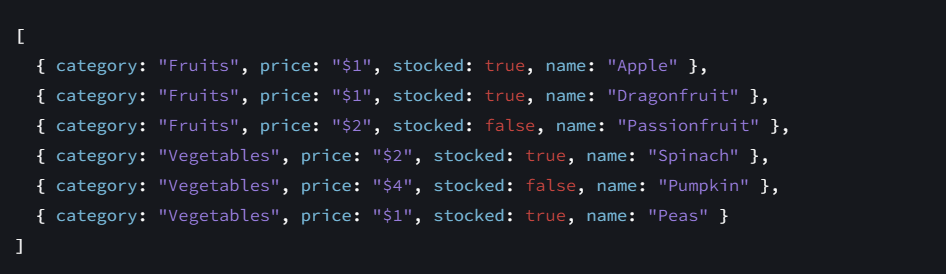 [
  { category: "Fruits", price: "$1", stocked: true, name: "Apple" },
  { category: "Fruits", price: "$1", stocked: true, name: "Dragonfruit" },
  { category: "Fruits", price: "$2", stocked: false, name: "Passionfruit" },
  { category: "Vegetables", price: "$2", stocked: true, name: "Spinach" },
  { category: "Vegetables", price: "$4", stocked: false, name: "Pumpkin" },
  { category: "Vegetables", price: "$1", stocked: true, name: "Peas" }
]